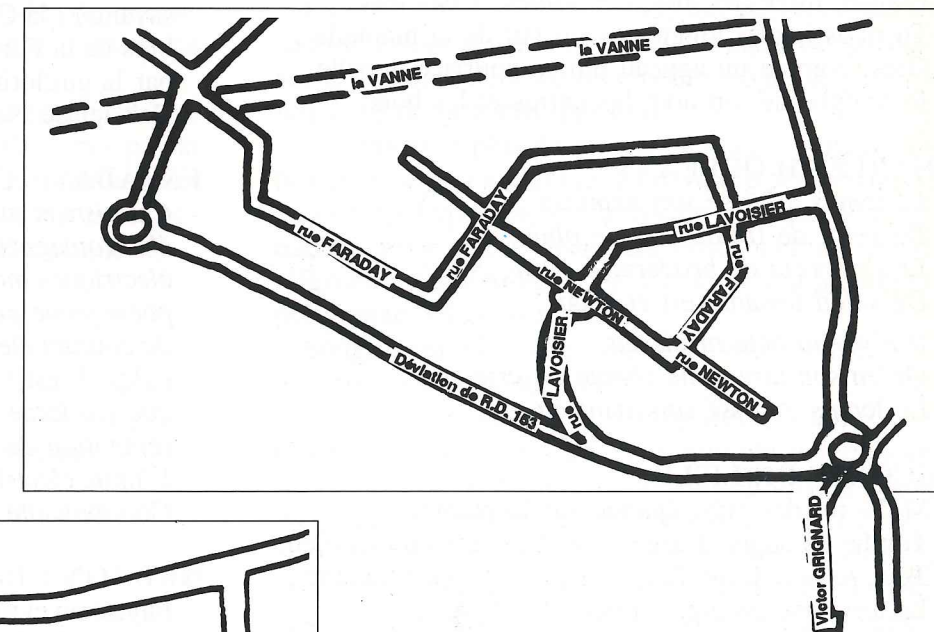 la VANNE
la VANNE
rue FARADAY
rue FARADAY
rue LAVOISIER
rue FARADAY
rue NEWTON
rue LAVOISIER
rue NEWTON
Déviation de R.D. 153
Victor GRIGNARD